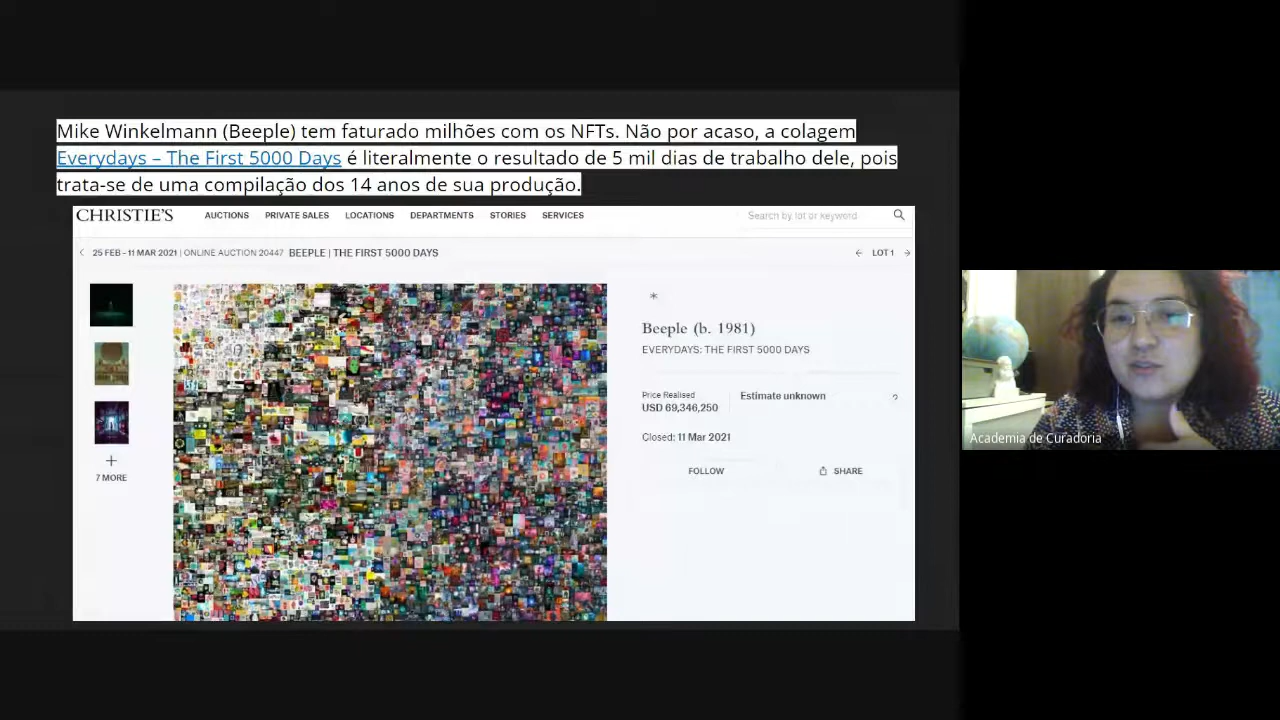 Mike Winkelmann (Beeple) tem faturado milhões com os NFTs. Não por acaso, a colagem
Everydays – The First 5000 Days é literalmente o resultado de 5 mil dias de trabalho dele, pois
trata-se de uma compilação dos 14 anos de sua produção.
CHRISTIE'S AUCTIONS PRIVATE SALES LOCATIONS DEPARTMENTS STORIES SERVICES Search by lot or keyword
25 FEB - 11 MAR 2021 | ONLINE AUCTION 20447 BEEPLE | THE FIRST 5000 DAYS ← LOT 1 →
*
Beeple (b. 1981)
EVERYDAYS: THE FIRST 5000 DAYS
Price Realised
USD 69,346,250
Estimate unknown
Closed: 11 Mar 2021
FOLLOW SHARE
+
7 MORE
Academia de Curadoria